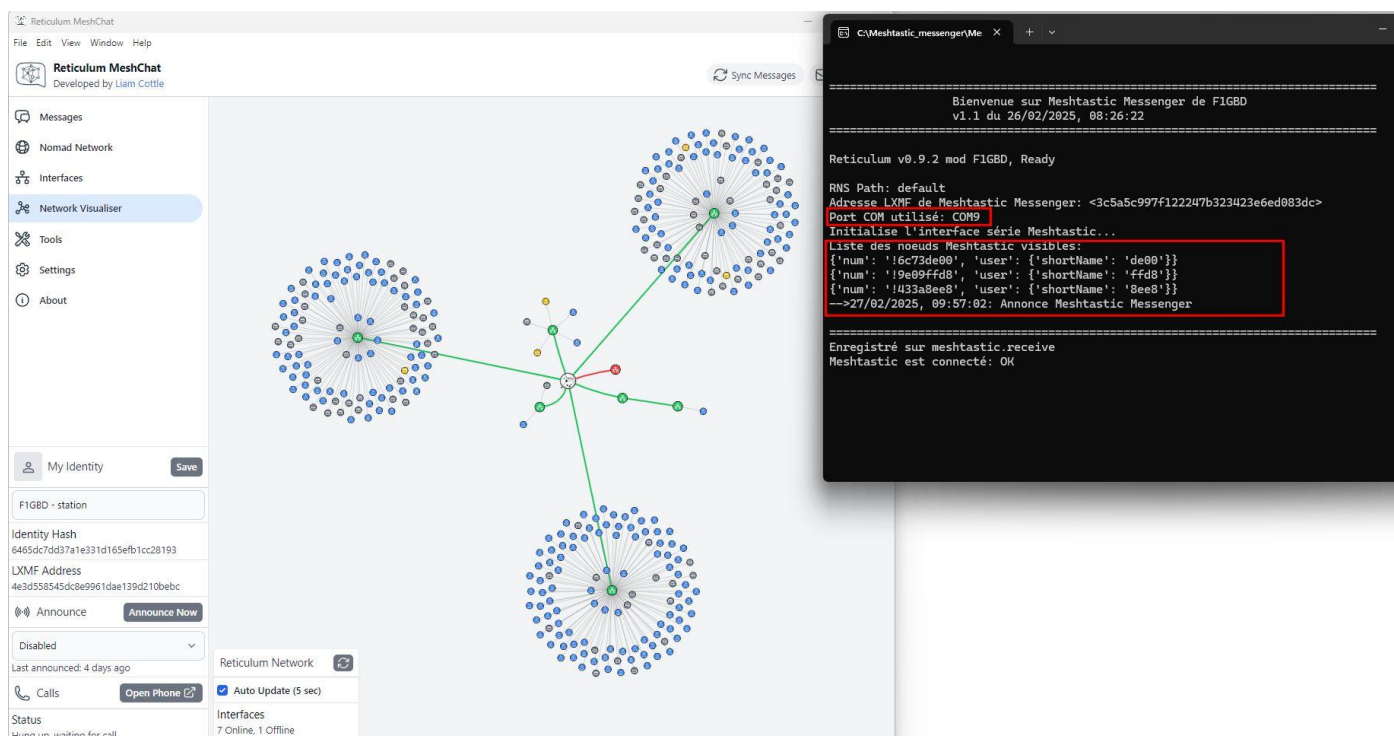 Reticulum MeshChat
File Edit View Window Help
Reticulum MeshChat
Developed by Liam Cottle
Sync Messages
Messages
Nomad Network
Interfaces
Network Visualiser
Tools
Settings
About
My Identity
Save
F1GBD - station
Identity Hash
6465dc7dd37a1e331d165efb1cc28193
LXMF Address
4e3d558545dc8e9961dae139d210bebc
Announce
Announce Now
Disabled
Last announced: 4 days ago
Calls
Open Phone
Status
Hung up, waiting for call
Reticulum Network
Auto Update (5 sec)
Interfaces
7 Online, 1 Offline
C:\Meshtastic_messenger\Me
================================================================================
Bienvenue sur Meshtastic Messenger de F1GBD
v1.1 du 26/02/2025, 08:26:22
================================================================================
Reticulum v0.9.2 mod F1GBD, Ready
RNS Path: default
Adresse LXMF de Meshtastic Messenger: <3c5a5c997f122247b323423e6ed083dc>
Port COM utilisé: COM9
Initialise l'interface série Meshtastic...
Liste des noeuds Meshtastic visibles:
{'num': '!6c73de00', 'user': {'shortName': 'de00'}}
{'num': '!9e09ffd8', 'user': {'shortName': 'ffd8'}}
{'num': '!433a8ee8', 'user': {'shortName': '8ee8'}}
-->27/02/2025, 09:57:02: Annonce Meshtastic Messenger
================================================================================
Enregistré sur meshtastic.receive
Meshtastic est connecté: OK